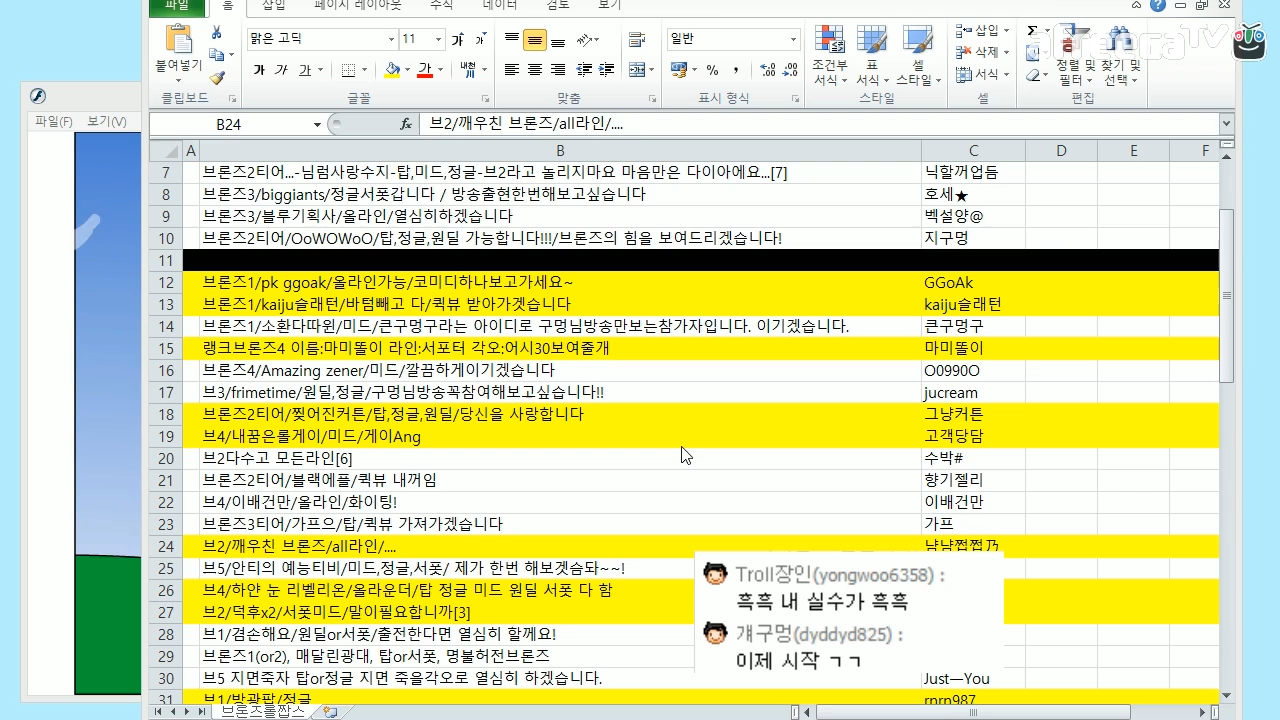 파일 홈 삽입 페이지 레이아웃 수식 데이터 검토 보기
파일(F) 보기(V)
붙여넣기
맑은 고딕 11 가 가
가 가 가 가 내천
일반
% ,
조건부 서식 표 서식 셀 스타일
삽입 삭제 서식
Σ 정렬 및 필터 찾기 및 선택
클립보드 글꼴 맞춤 표시 형식 스타일 셀 편집
afreecaTV
B24 fx 브2/깨우친 브론즈/all라인/....
A B C D E F
7 브론즈2티어...-님럼사랑수지-탑,미드,정글-브2라고 놀리지마요 마음만은 다이아에요...[7] 닉할꺼업듬
8 브론즈3/biggiants/정글서폿갑니다 / 방송출현한번해보고싶습니다 호세★
9 브론즈3/블루기획사/올라인/열심히하겠습니다 벡설양@
10 브론즈2티어/OoWOWoO/탑,정글,원딜 가능합니다!!!/브론즈의 힘을 보여드리겠습니다! 지구멍
11
12 브론즈1/pk ggoak/올라인가능/코미디하나보고가세요~ GGoAk
13 브론즈1/kaiju슬래턴/바텀빼고 다/퀵뷰 받아가겟습니다 kaiju슬래턴
14 브론즈1/소환다따윈/미드/큰구멍구라는 아이디로 구멍님방송만보는참가자입니다. 이기겠습니다. 큰구멍구
15 랭크브론즈4 이름:마미똘이 라인:서포터 각오:어시30보여줄개 마미똘이
16 브론즈4/Amazing zener/미드/깔끔하게이기겠습니다 O0990O
17 브3/frimetime/원딜,정글/구멍님방송꼭참여해보고싶습니다!! jucream
18 브론즈2티어/찢어진커튼/탑,정글,원딜/당신을 사랑합니다 그냥커튼
19 브4/내꿈은롤게이/미드/게이Ang 고객당담
20 브2다수고 모든라인[6] 수박#
21 브론즈2티어/블랙에플/퀵뷰 내꺼임 향기젤리
22 브4/이배건만/올라인/화이팅! 이배건만
23 브론즈3티어/가프으/탑/퀵뷰 가져가겠습니다 가프
24 브2/깨우친 브론즈/all라인/.... 냠냠쩝쩝乃
25 브5/안티의 예능티비/미드,정글,서폿/ 제가 한번 해보겟슴돠~~!
26 브4/하얀 눈 리벨리온/올라운더/탑 정글 미드 원딜 서폿 다 함
27 브2/덕후x2/서폿미드/말이필요합니까[3]
28 브1/겸손해요/원딜or서폿/출전한다면 열심히 할께요!
29 브론즈1(or2), 매달린광대, 탑or서폿, 명불허전브론즈
30 브5 지면죽자 탑or정글 지면 죽을각오로 열심히 하겠습니다. Just—You
31 브1/방광팝/정글 rnrn987
Troll장인(yongwoo6358) :
흑흑 내 실수가 흑흑
걔구멍(dyddyd825) :
이제 시작 ㄱㄱ
브론즈롤짭스